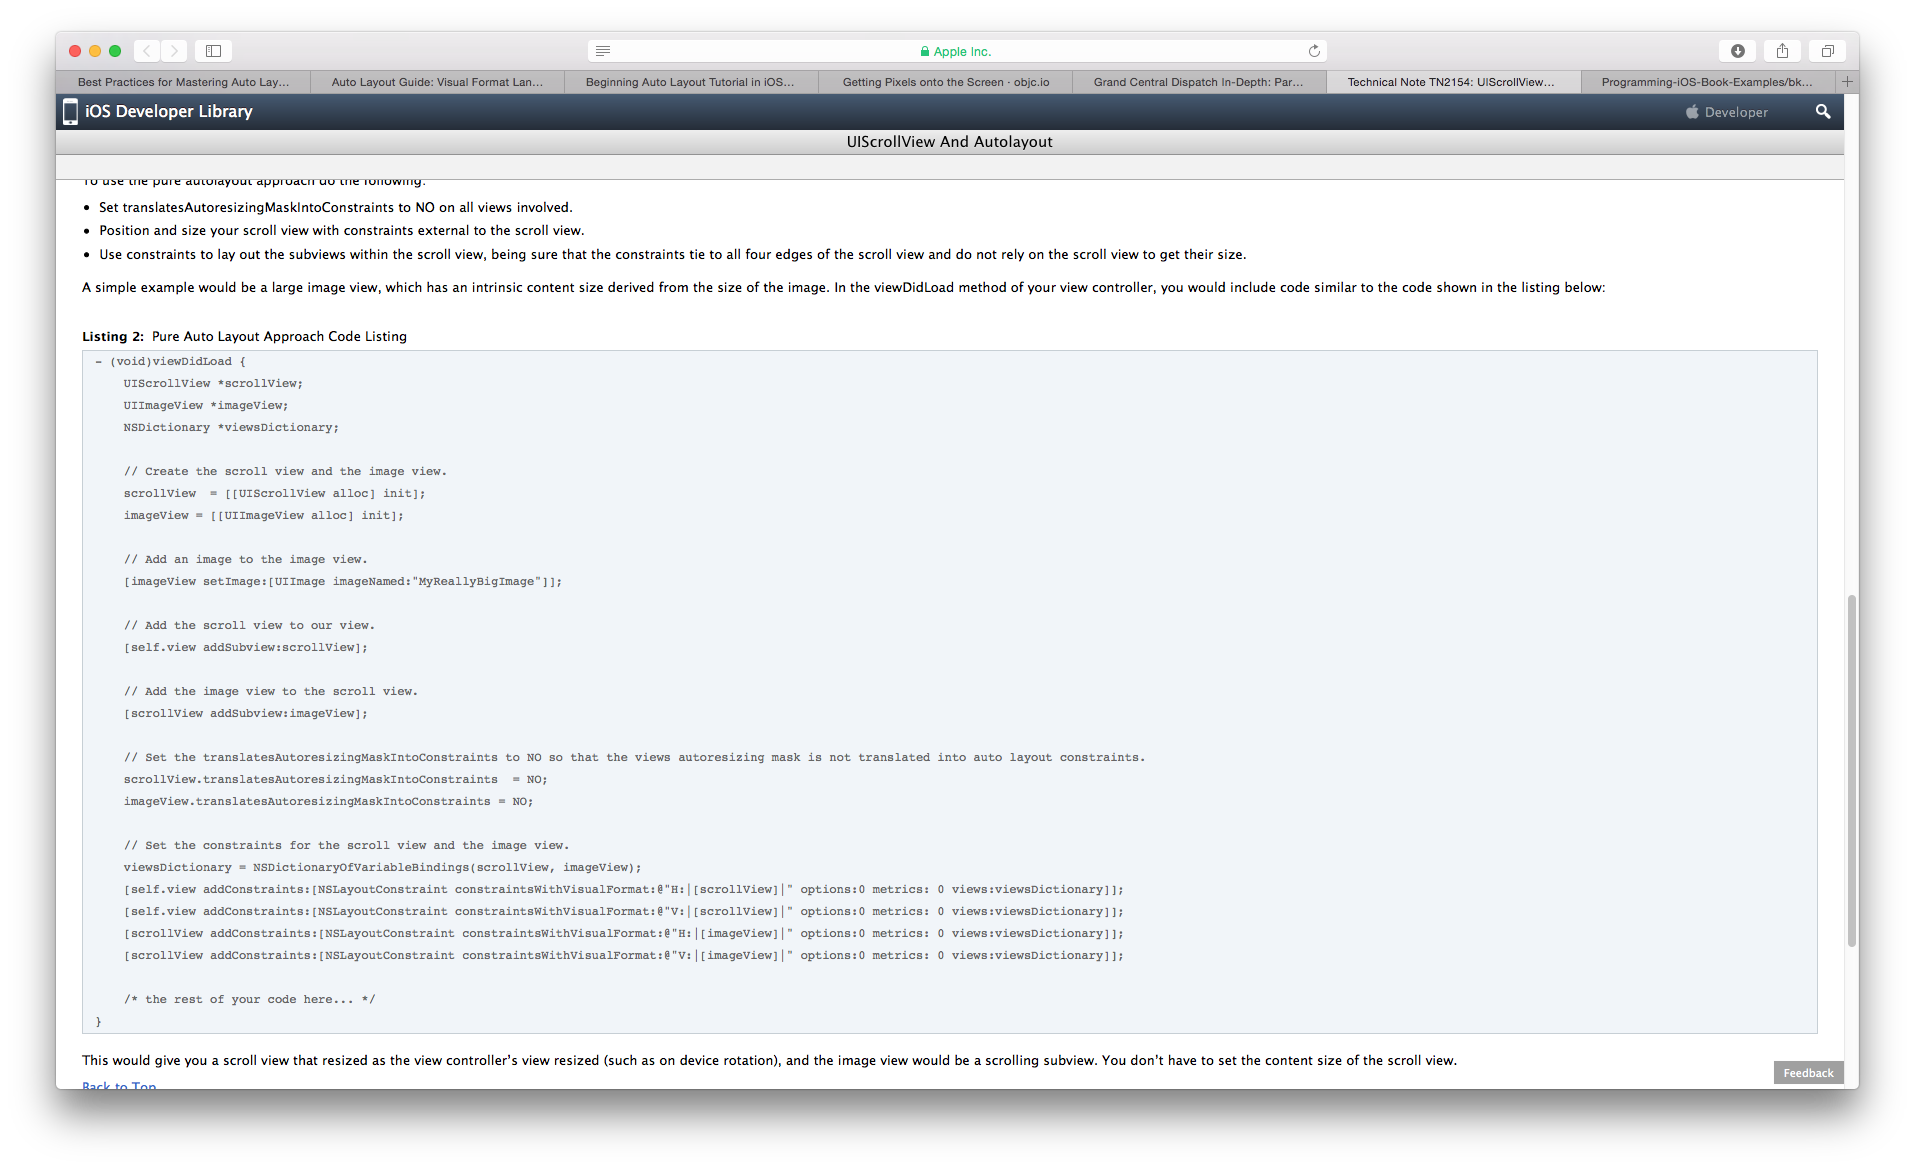 Apple Inc.
Best Practices for Mastering Auto Lay...
Auto Layout Guide: Visual Format Lan...
Beginning Auto Layout Tutorial in iOS...
Getting Pixels onto the Screen · objc.io
Grand Central Dispatch In-Depth: Par...
Technical Note TN2154: UIScrollView...
Programming-iOS-Book-Examples/bk...
iOS Developer Library
Developer
UIScrollView And Autolayout
To use the pure autolayout approach do the following:
• Set translatesAutoresizingMaskIntoConstraints to NO on all views involved.
• Position and size your scroll view with constraints external to the scroll view.
• Use constraints to lay out the subviews within the scroll view, being sure that the constraints tie to all four edges of the scroll view and do not rely on the scroll view to get their size.
A simple example would be a large image view, which has an intrinsic content size derived from the size of the image. In the viewDidLoad method of your view controller, you would include code similar to the code shown in the listing below:
Listing 2: Pure Auto Layout Approach Code Listing
- (void)viewDidLoad {
UIScrollView *scrollView;
UIImageView *imageView;
NSDictionary *viewsDictionary;
// Create the scroll view and the image view.
scrollView  = [[UIScrollView alloc] init];
imageView = [[UIImageView alloc] init];
// Add an image to the image view.
[imageView setImage:[UIImage imageNamed:"MyReallyBigImage"]];
// Add the scroll view to our view.
[self.view addSubview:scrollView];
// Add the image view to the scroll view.
[scrollView addSubview:imageView];
// Set the translatesAutoresizingMaskIntoConstraints to NO so that the views autoresizing mask is not translated into auto layout constraints.
scrollView.translatesAutoresizingMaskIntoConstraints  = NO;
imageView.translatesAutoresizingMaskIntoConstraints = NO;
// Set the constraints for the scroll view and the image view.
viewsDictionary = NSDictionaryOfVariableBindings(scrollView, imageView);
[self.view addConstraints:[NSLayoutConstraint constraintsWithVisualFormat:@"H:|[scrollView]|" options:0 metrics: 0 views:viewsDictionary]];
[self.view addConstraints:[NSLayoutConstraint constraintsWithVisualFormat:@"V:|[scrollView]|" options:0 metrics: 0 views:viewsDictionary]];
[scrollView addConstraints:[NSLayoutConstraint constraintsWithVisualFormat:@"H:|[imageView]|" options:0 metrics: 0 views:viewsDictionary]];
[scrollView addConstraints:[NSLayoutConstraint constraintsWithVisualFormat:@"V:|[imageView]|" options:0 metrics: 0 views:viewsDictionary]];
/* the rest of your code here... */
}
This would give you a scroll view that resized as the view controller's view resized (such as on device rotation), and the image view would be a scrolling subview. You don't have to set the content size of the scroll view.
Back to Top
Feedback